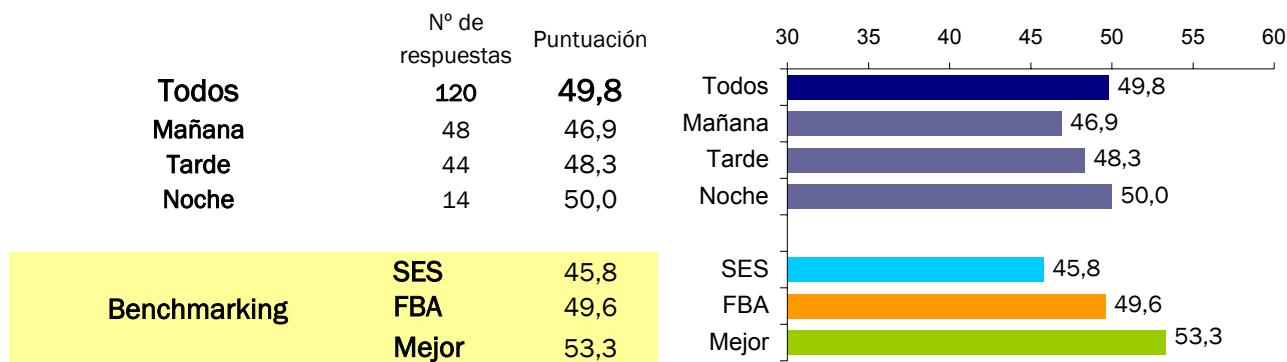 Nº de respuestas Puntuación
Todos 120 49,8
Mañana 48 46,9
Tarde 44 48,3
Noche 14 50,0
Benchmarking
SES 45,8
FBA 49,6
Mejor 53,3
30 35 40 45 50 55 60
Todos 49,8
Mañana 46,9
Tarde 48,3
Noche 50,0
SES 45,8
FBA 49,6
Mejor 53,3